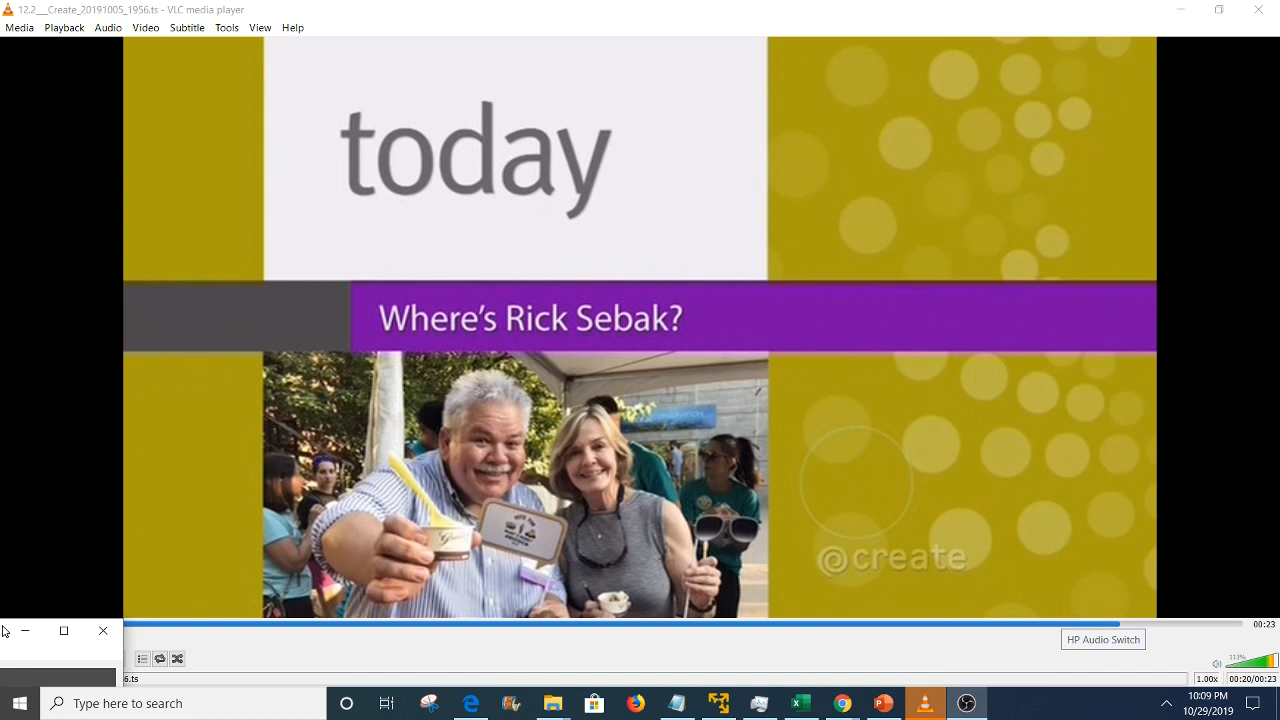 12.2___Create_20191005_1956.ts - VLC media player
Media Playback Audio Video Subtitle Tools View Help
today
Where's Rick Sebak?
@create
00:23
HP Audio Switch
113%
6.ts
1.00x
00:20/00:23
Type here to search
10:09 PM
10/29/2019